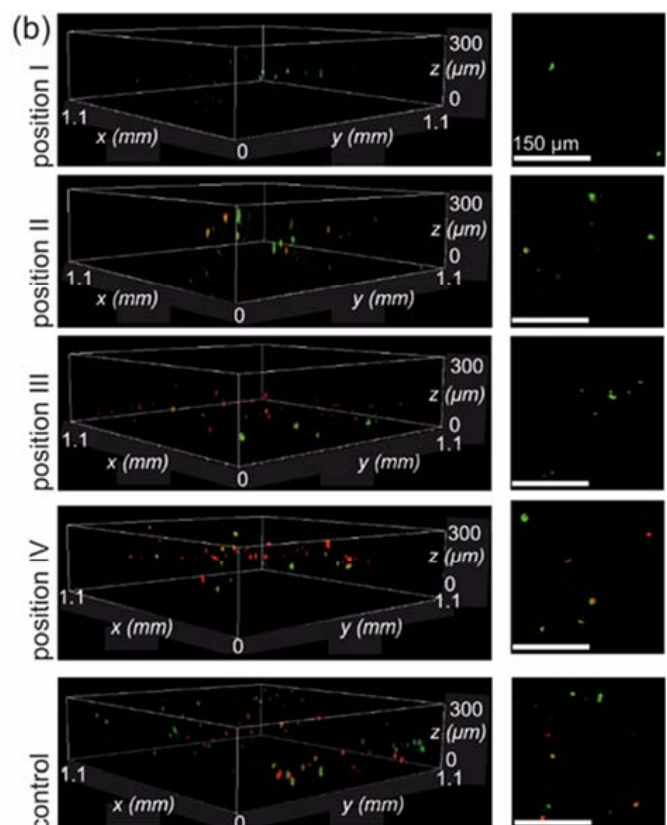 (b)
position I
300
z (µm)
0
1.1
x (mm)
0
y (mm)
1.1
150 µm
position II
300
z (µm)
0
1.1
x (mm)
0
y (mm)
1.1
position III
300
z (µm)
0
1.1
x (mm)
0
y (mm)
1.1
position IV
300
z (µm)
0
1.1
x (mm)
0
y (mm)
1.1
control
300
z (µm)
0
1.1
x (mm)
0
y (mm)
1.1